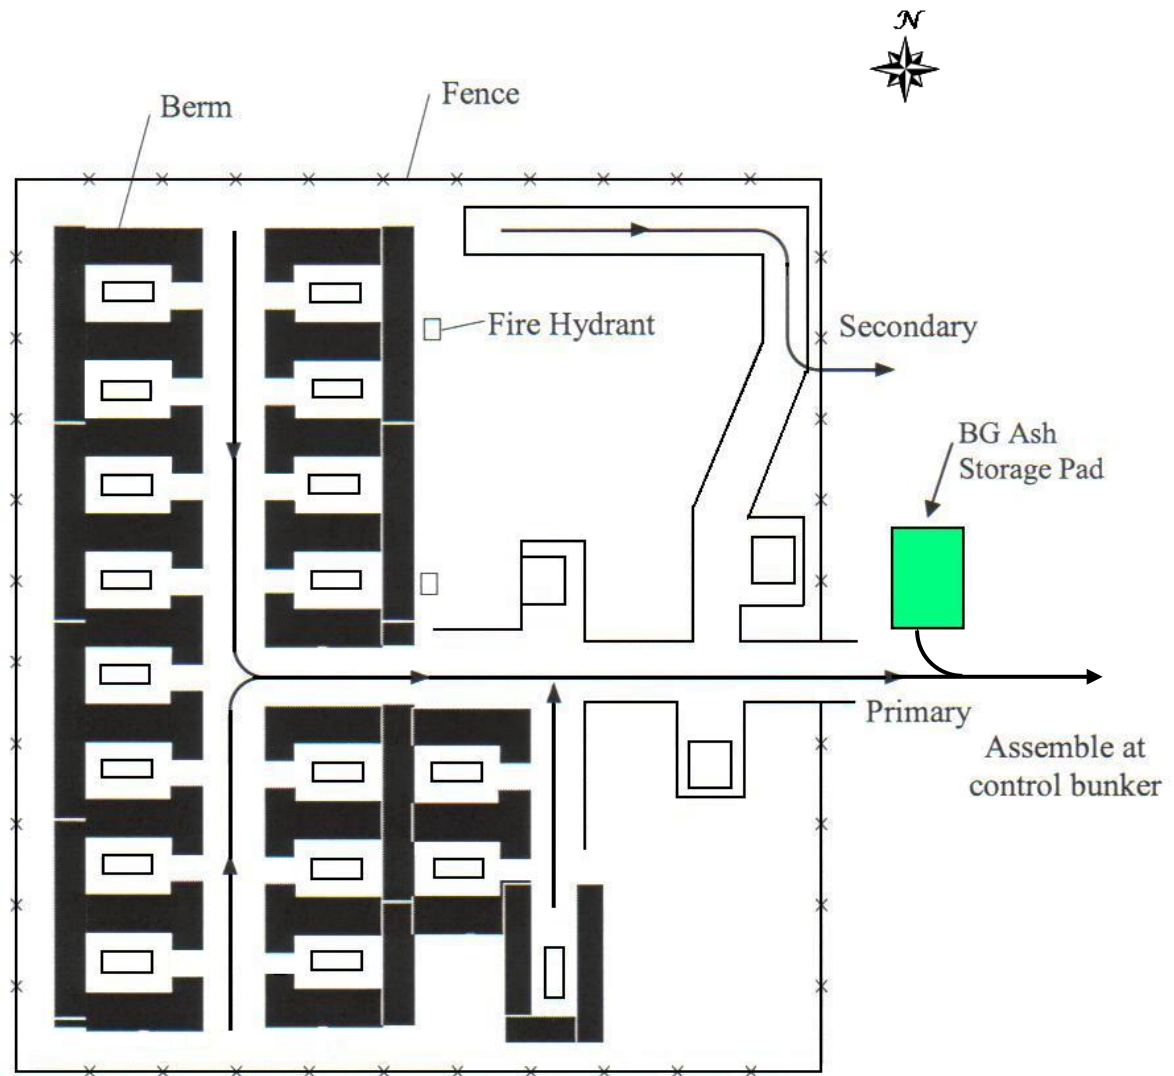 N
Berm
Fence
Fire Hydrant
Secondary
BG Ash
Storage Pad
Primary
Assemble at
control bunker